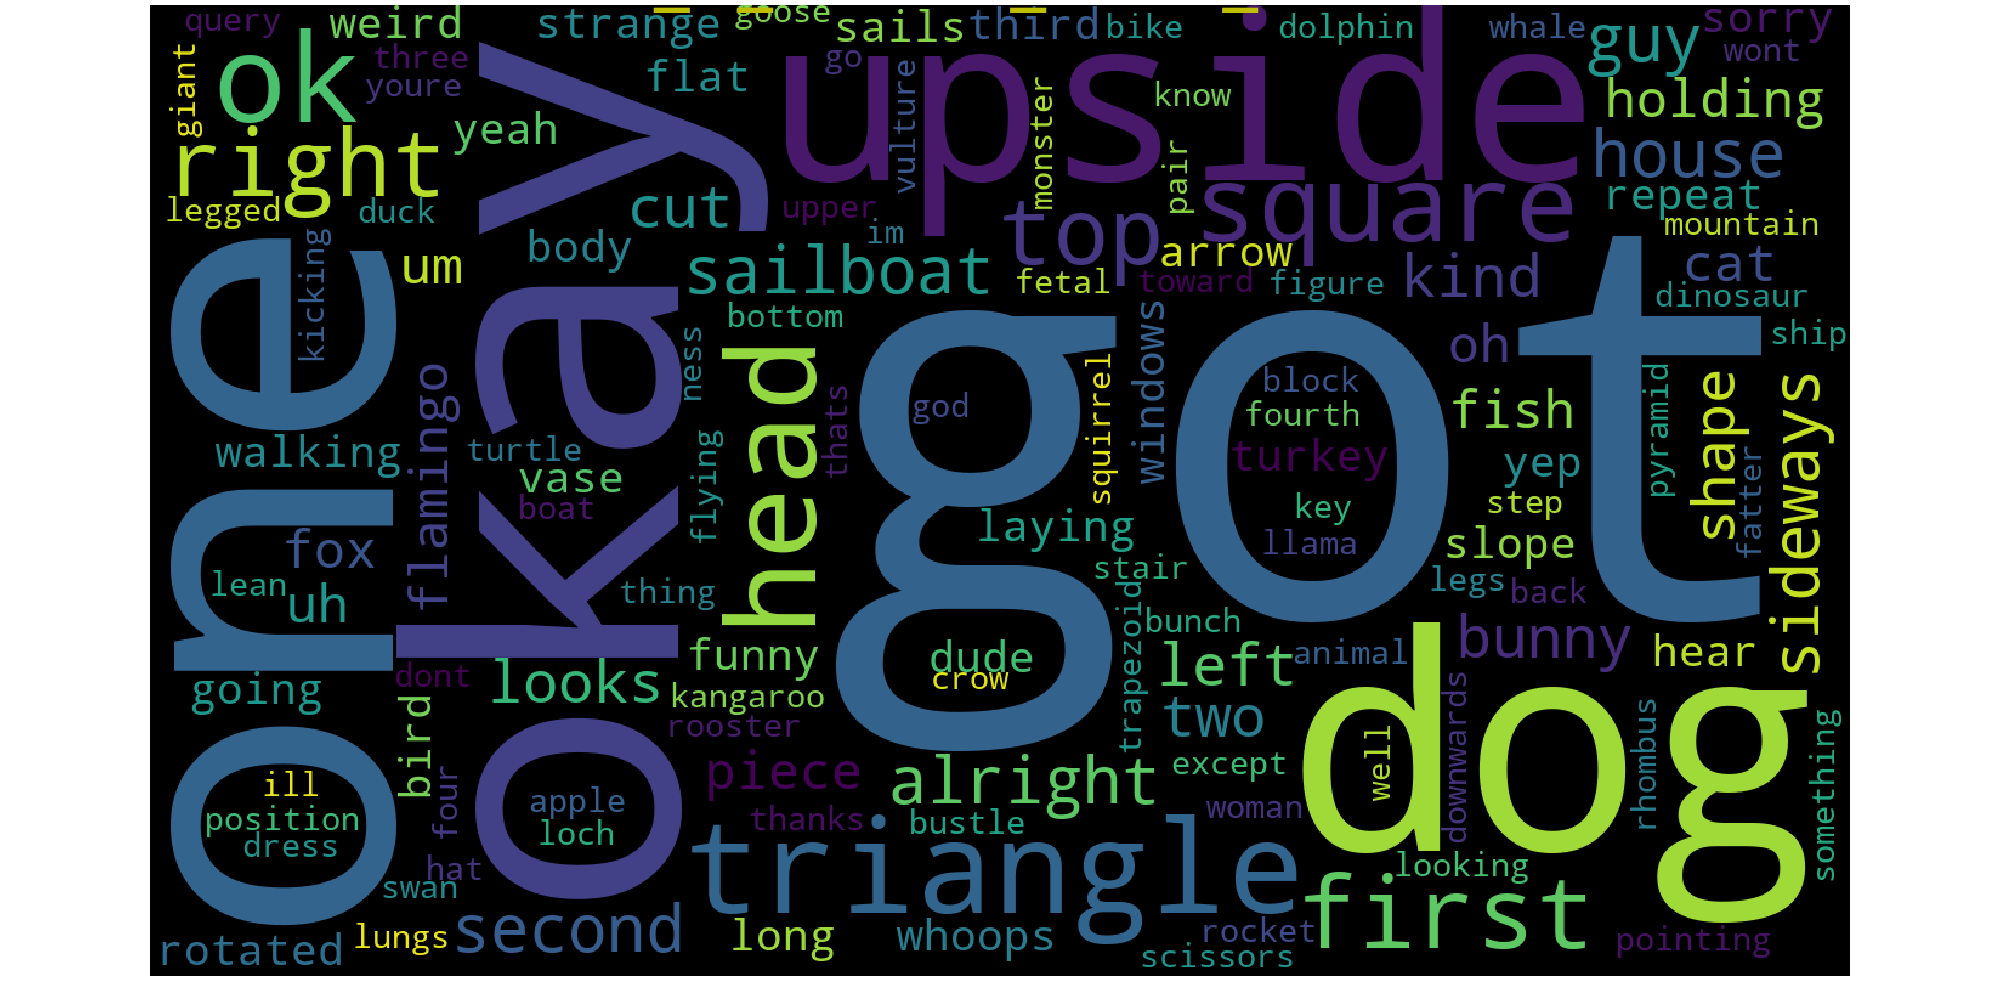 query
weird
strange
goose
sails
third
bike
dolphin
whale
sorry
guy
wont
three
youre
ok
giant
flat
go
upside
know
holding
yeah
vulture
monster
pair
right
house
legged
duck
cut
upper
top
square
repeat
mountain
kicking
um
body
im
sailboat
arrow
fetal
toward
figure
kind
cat
dinosaur
one
okay
bottom
ness
windows
oh
ship
got
head
thats
god
squirrel
block
fourth
fish
shape
sideways
pyramid
walking
flamingo
turtle
vase
boat
flying
turkey
yep
fatter
key
step
fox
laying
llama
slope
lean
uh
thing
stair
legs
back
trapezoid
bunch
dont
looks
funny
dude
crow
left
animal
bunny
hear
going
kangaroo
bird
rooster
two
dog
downwards
rhombus
something
ill
position
dress
four
apple
loch
piece
alright
except
well
thanks
bustle
woman
hat
swan
triangle
looking
first
rotated
lungs
second
long
whoops
rocket
scissors
pointing